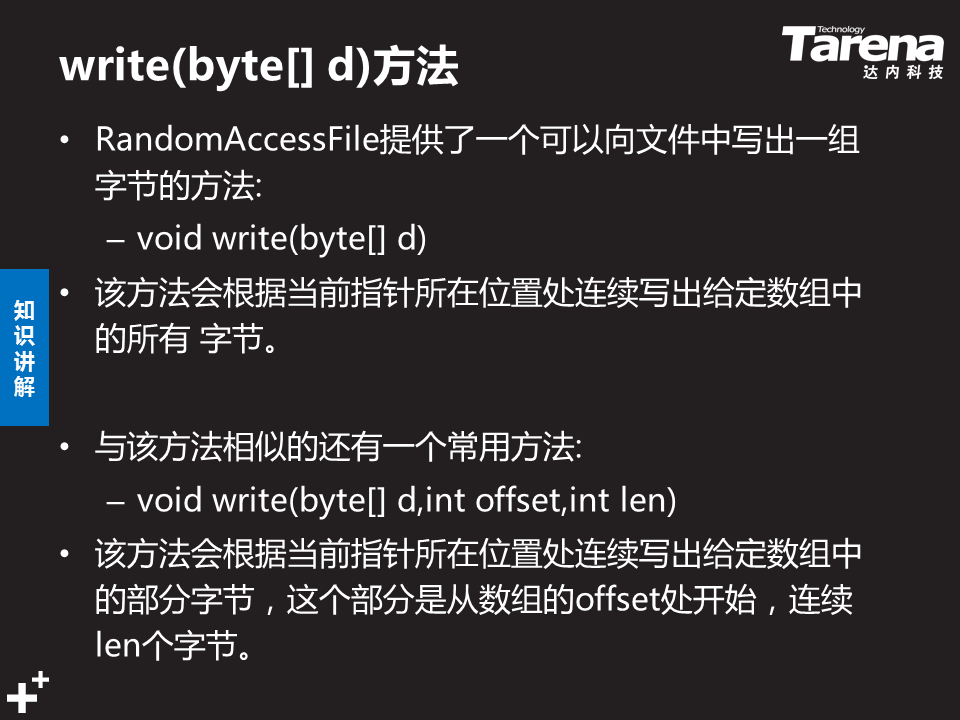 write(byte[] d)方法
Technology
Tarena
达内科技
• RandomAccessFile提供了一个可以向文件中写出一组
字节的方法:
– void write(byte[] d)
• 该方法会根据当前指针所在位置处连续写出给定数组中
的所有 字节。
知
识
讲
解
• 与该方法相似的还有一个常用方法:
– void write(byte[] d,int offset,int len)
• 该方法会根据当前指针所在位置处连续写出给定数组中
的部分字节，这个部分是从数组的offset处开始，连续
len个字节。